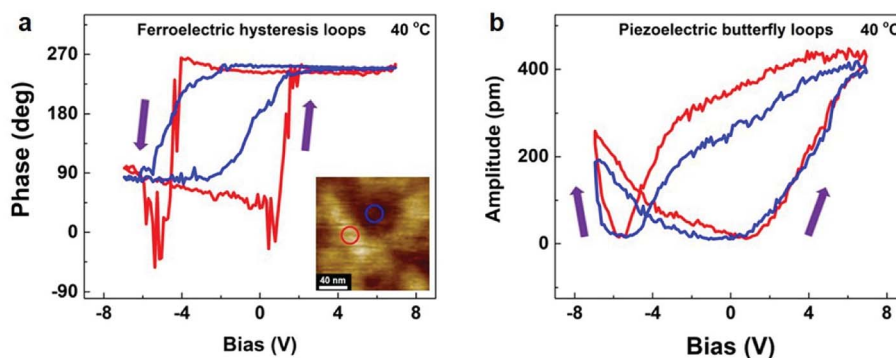 a
Ferroelectric hysteresis loops 40 °C
Phase (deg)
270
180
90
0
-90
-8 -4 0 4 8
Bias (V)
40 nm
b
Piezoelectric butterfly loops 40 °C
Amplitude (pm)
400
200
0
-8 -4 0 4 8
Bias (V)